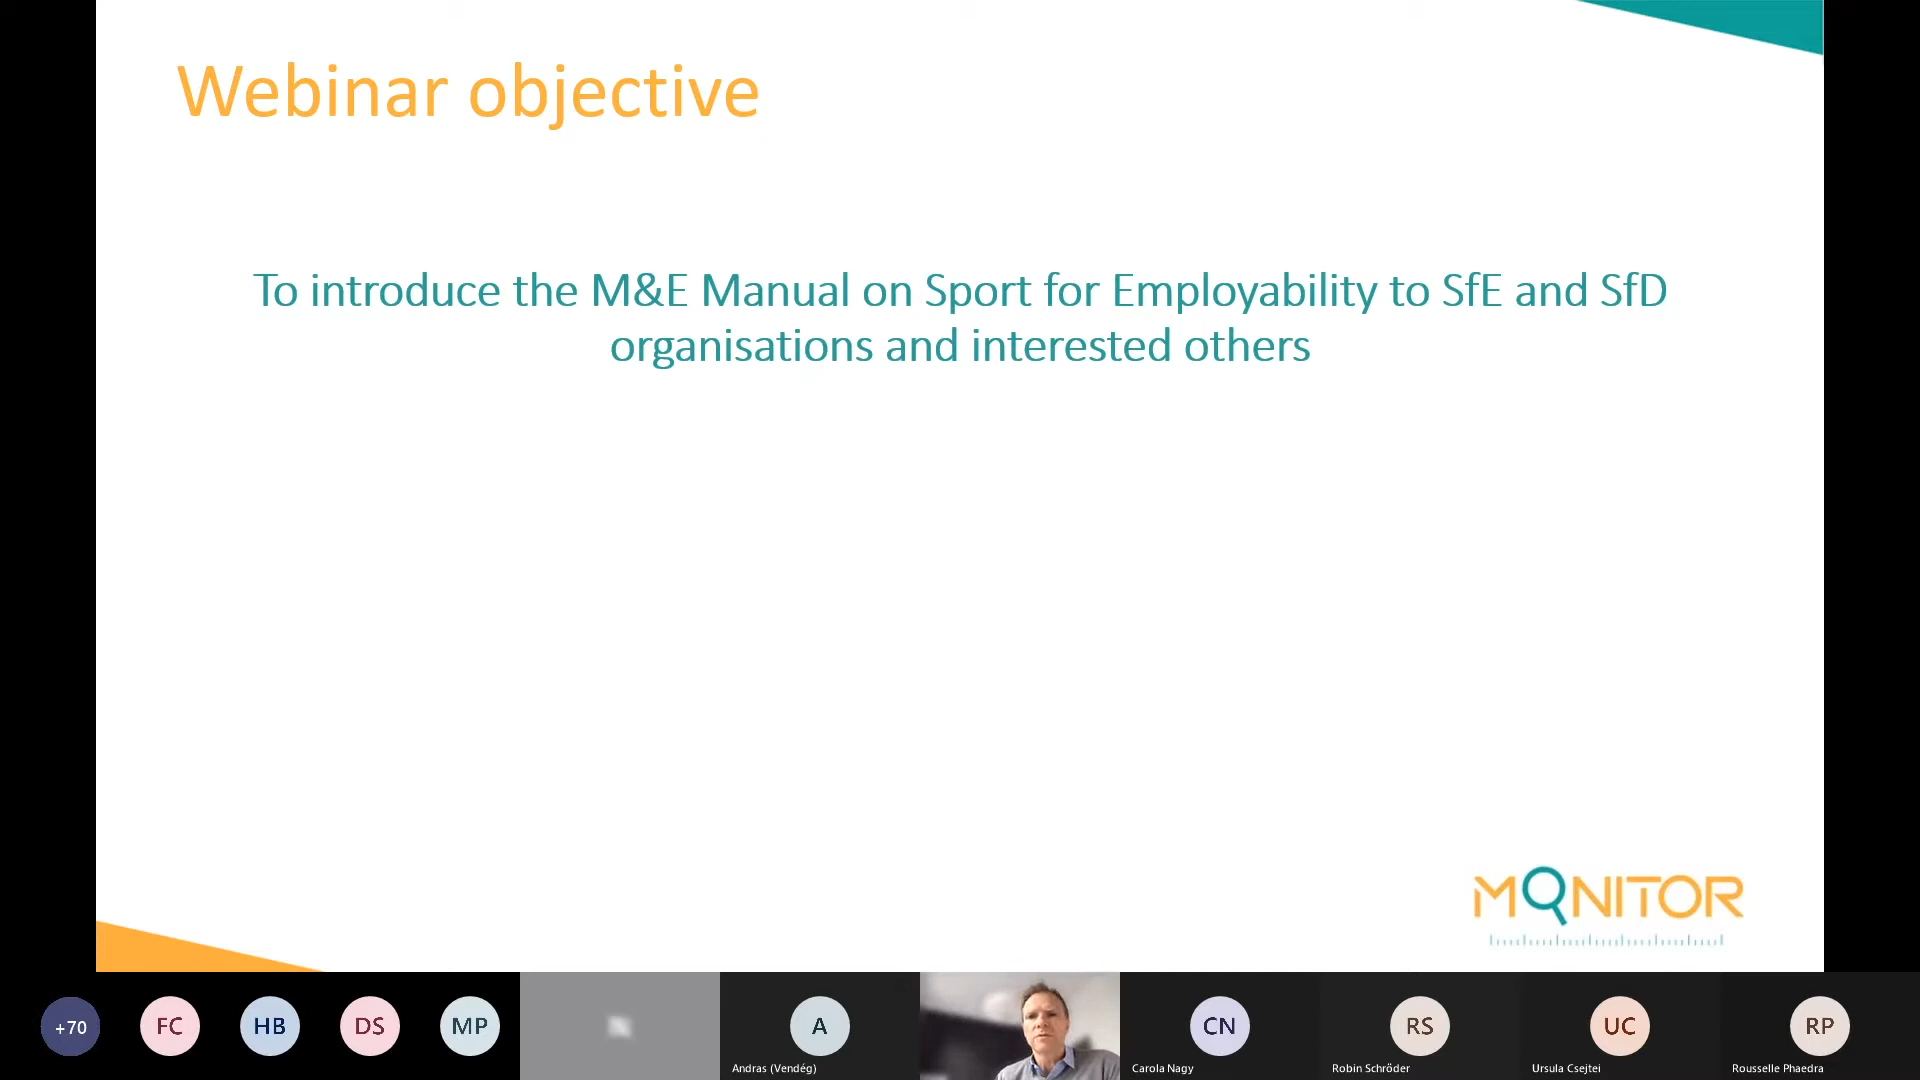 Webinar objective
To introduce the M&E Manual on Sport for Employability to SfE and SfD
organisations and interested others
MONITOR
+70
FC
HB
DS
MP
A
CN
RS
UC
RP
Andras (Vendég)
Carola Nagy
Robin Schröder
Ursula Csejtei
Rousselle Phaedra